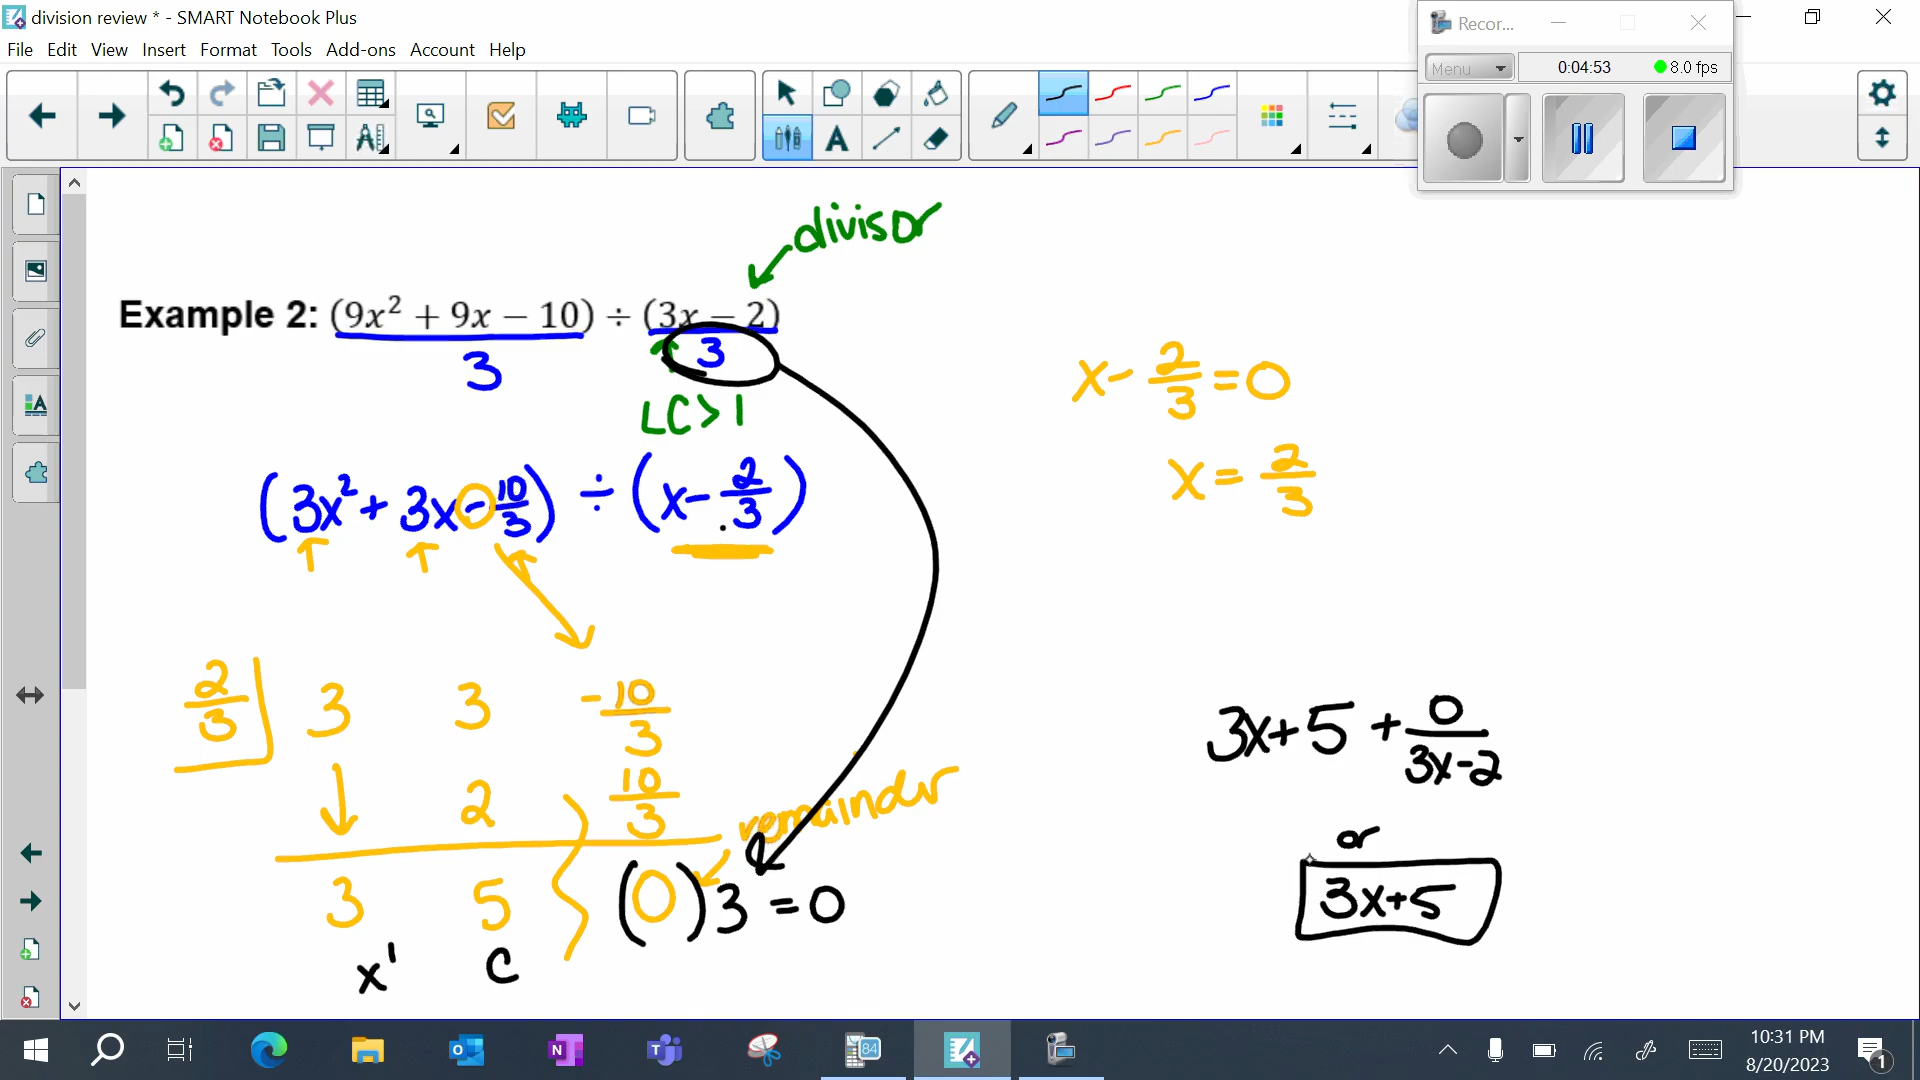 division review * - SMART Notebook Plus
File Edit View Insert Format Tools Add-ons Account Help
Recor...
Menu
0:04:53
8.0 fps
divisor
Example 2: (9x² + 9x − 10) ÷ (3x − 2)
3
3
LC > 1
x - 2/3 = 0
x = 2/3
(3x² + 3x - 10/3) ÷ (x - 2/3)
2/3 3 3 -10/3
2 10/3
remainder
3 5 (0)3 = 0
x¹ c
3x+5 + 0/(3x-2)
or
3x+5
84
10:31 PM
8/20/2023
1